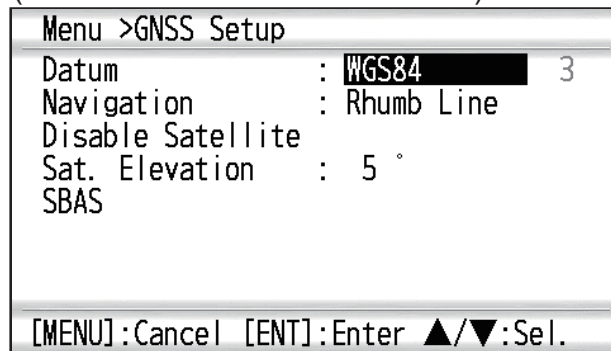 Menu >GNSS Setup
Datum : WGS84 3
Navigation : Rhumb Line
Disable Satellite
Sat. Elevation : 5 °
SBAS
[MENU]:Cancel [ENT]:Enter ▲/▼:Sel.